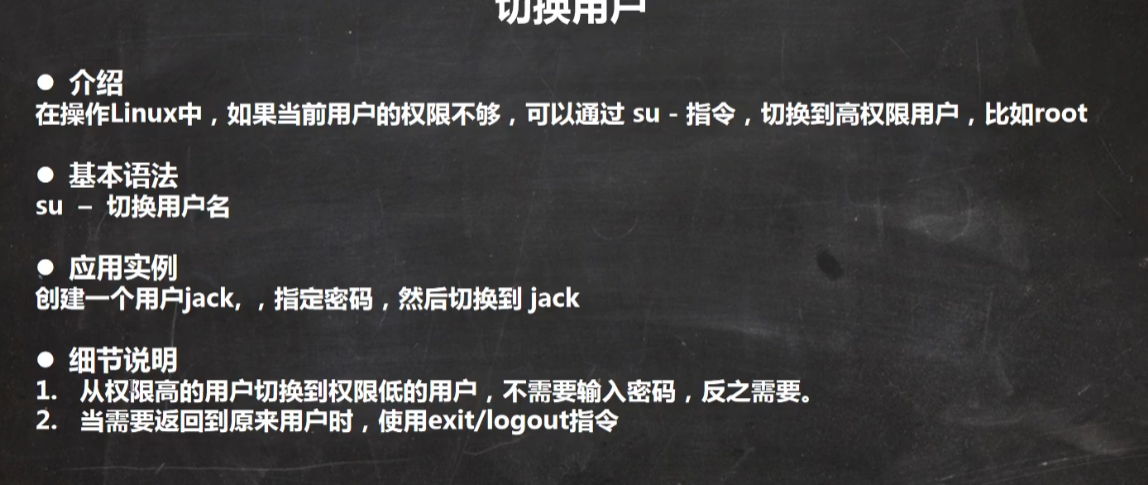 切换用户
● 介绍
在操作Linux中，如果当前用户的权限不够，可以通过 su - 指令，切换到高权限用户，比如root
● 基本语法
su – 切换用户名
● 应用实例
创建一个用户jack, ，指定密码，然后切换到 jack
● 细节说明
1. 从权限高的用户切换到权限低的用户，不需要输入密码，反之需要。
2. 当需要返回到原来用户时，使用exit/logout指令